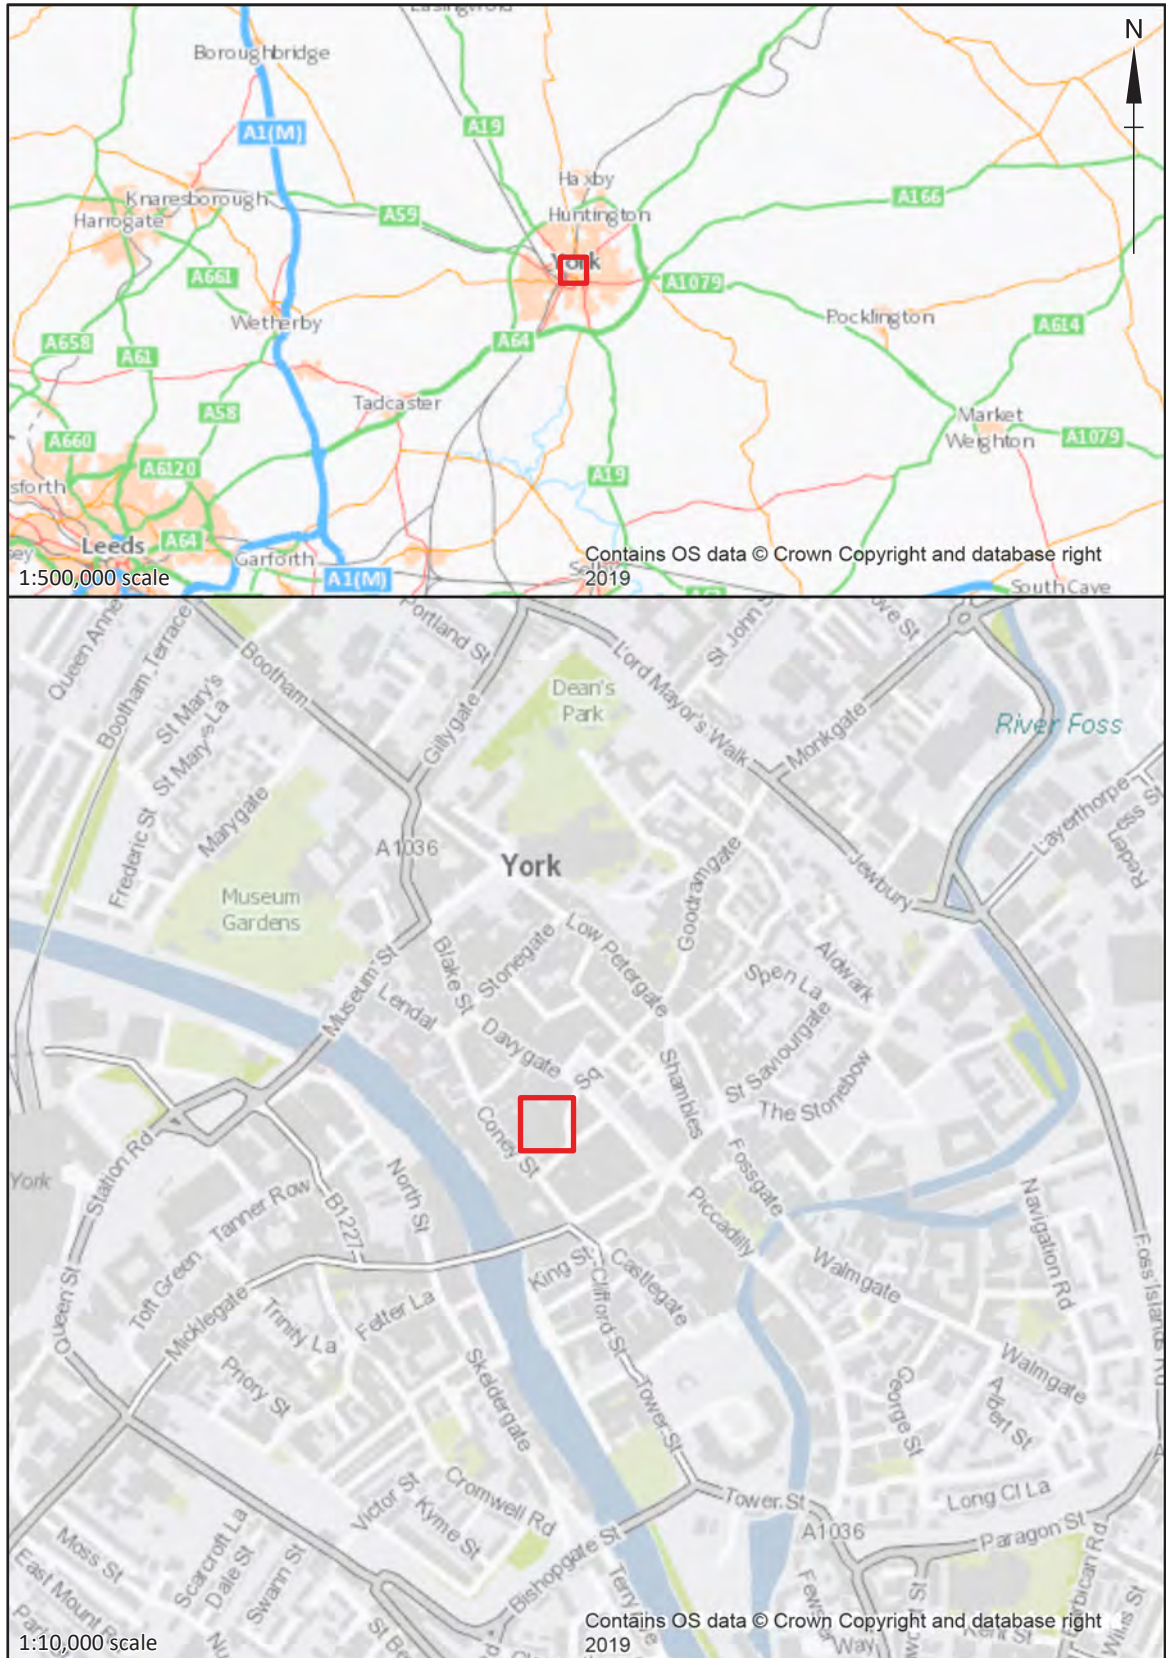 Easingwold
N
Boroughbridge
A1(M)
A19
Haxby
Knaresborough
Harrogate
A59
Huntington
A166
York
A661
A1079
Wetherby
Pocklington
A614
A658
A61
A64
Tadcaster
A58
Market
Weighton
A1079
A660
A6120
A19
sforth
Leeds
A64
Garforth
A1(M)
Selby
South Cave
1:500,000 scale
Contains OS data © Crown Copyright and database right
2019
Queen Anne
Bootham Terrace
St Mary's
St Mary's La
Bootham
Portland St
Gillygate
Dean's
Park
Lord Mayor's Walk
St John S
ove St
Monkgate
River Foss
Frederic St
Marygate
A1036
York
Goodramgate
Jewbury
Layerthorpe
Museum
Gardens
Museum St
Blake St
Stonegate
Low Petergate
Spen La
Aldwark
Lendal
Davygate
Sq
Shambles
St Saviourgate
The Stonebow
Coney St
Fossgate
Station Rd
York
Tanner Row
North St
B1227
Piccadilly
Navigation Rd
Toft Green
Queen St
Micklegate
Trinity La
Fetter La
King St
Clifford St
Castlegate
Walmgate
Foss Islands Rd
Priory St
Skeldergate
Tower St
George St
Walmgate
Albert St
Victor St
Kyme St
Cromwell Rd
Tower St
A1036
Long Cl La
Paragon St
Moss St
East Mount R
Scarcroft La
Dale St
Swann St
Bishopgate St
1:10,000 scale
Contains OS data © Crown Copyright and database right
2019
Way
Kent St